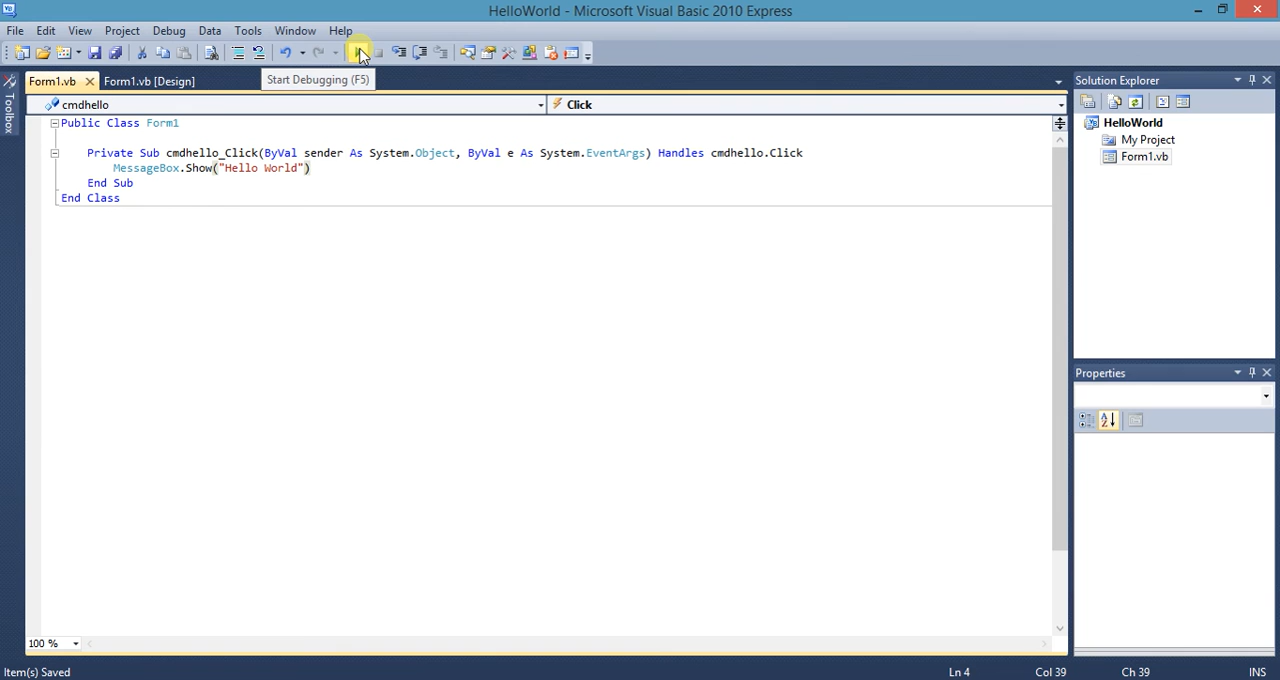 HelloWorld - Microsoft Visual Basic 2010 Express
File Edit View Project Debug Data Tools Window Help
Start Debugging (F5)
Form1.vb Form1.vb [Design]
cmdhello Click
Public Class Form1
Private Sub cmdhello_Click(ByVal sender As System.Object, ByVal e As System.EventArgs) Handles cmdhello.Click
MessageBox.Show("Hello World")
End Sub
End Class
100 %
Toolbox
Solution Explorer
HelloWorld
My Project
Form1.vb
Properties
Item(s) Saved Ln 4 Col 39 Ch 39 INS